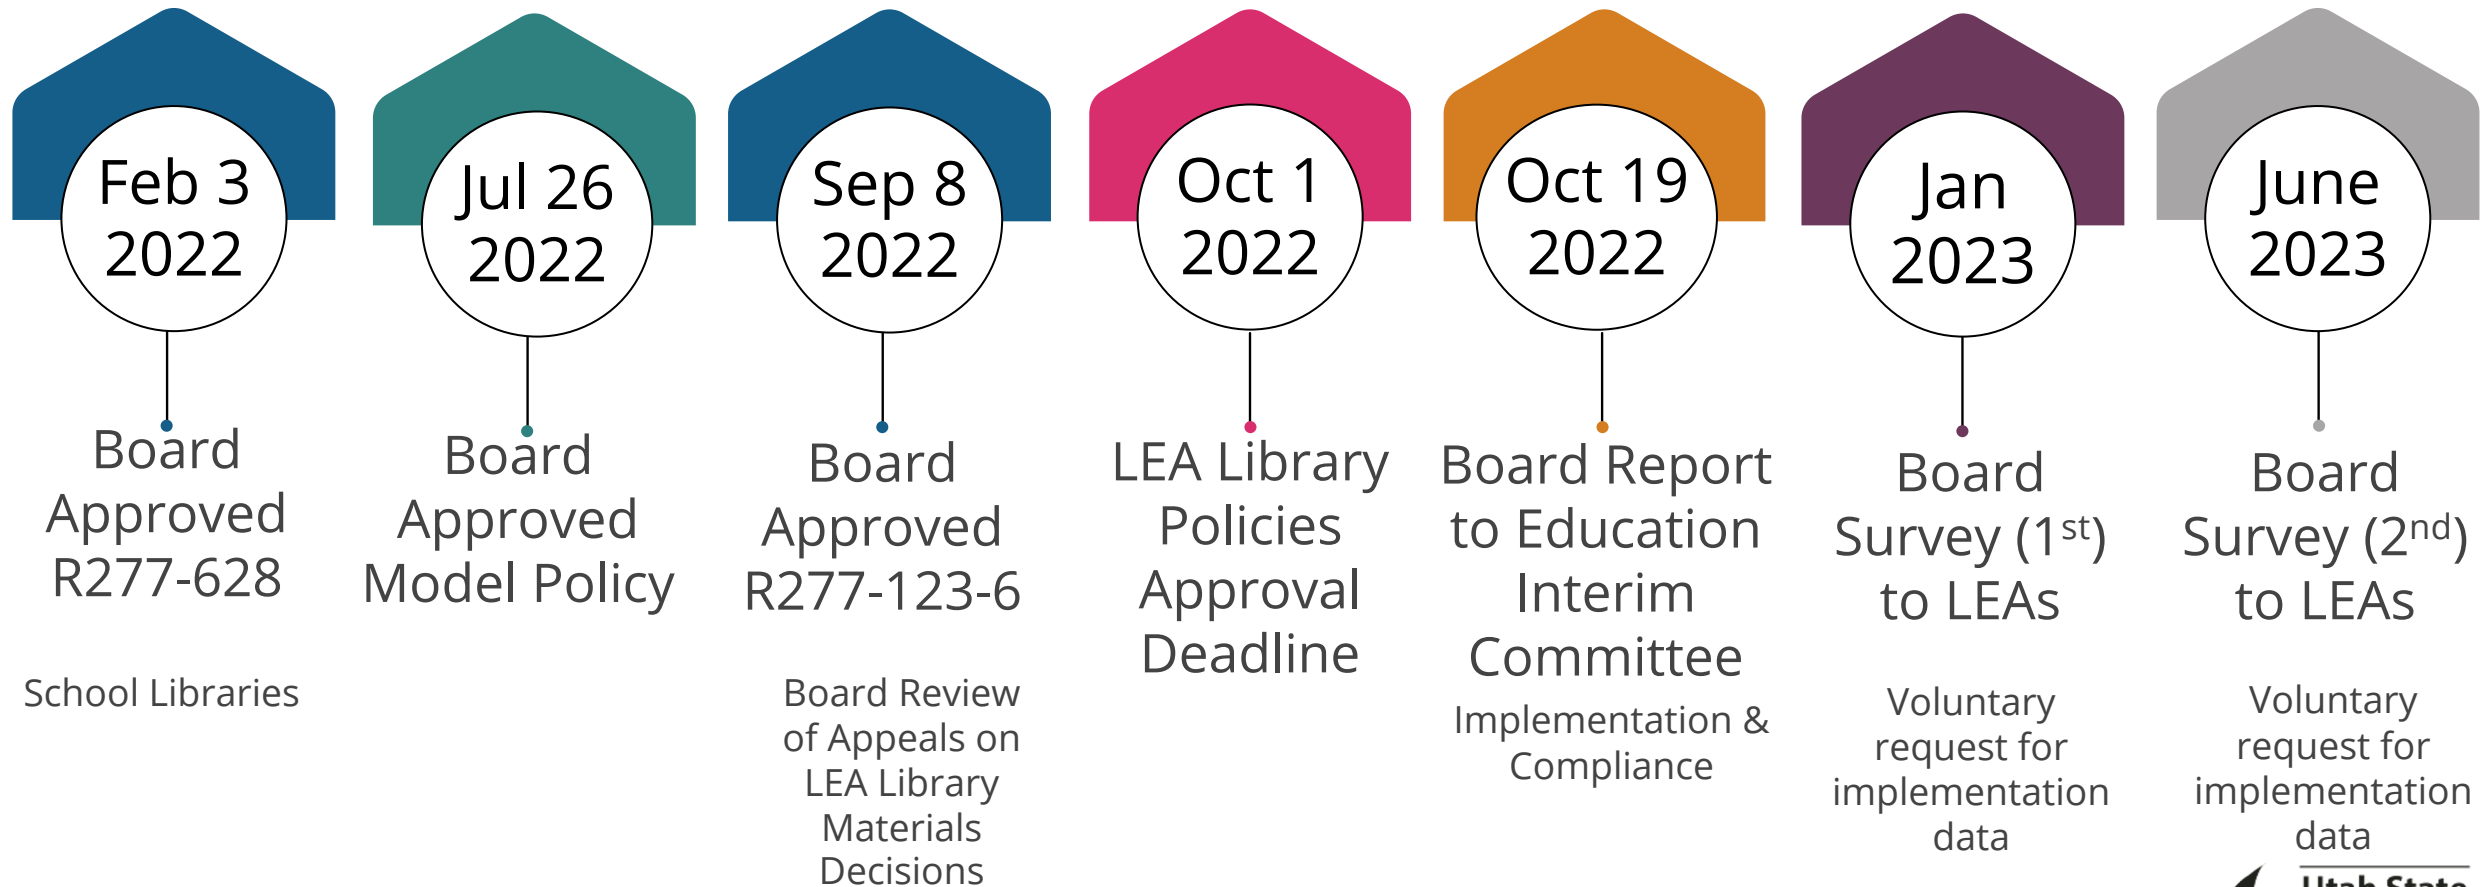 Feb 3
2022
Board
Approved
R277-628
School Libraries
Jul 26
2022
Board
Approved
Model Policy
Sep 8
2022
Board
Approved
R277-123-6
Board Review
of Appeals on
LEA Library
Materials
Decisions
Oct 1
2022
LEA Library
Policies
Approval
Deadline
Oct 19
2022
Board Report
to Education
Interim
Committee
Implementation &
Compliance
Jan
2023
Board
Survey (1st)
to LEAs
Voluntary
request for
implementation
data
June
2023
Board
Survey (2nd)
to LEAs
Voluntary
request for
implementation
data
Utah State